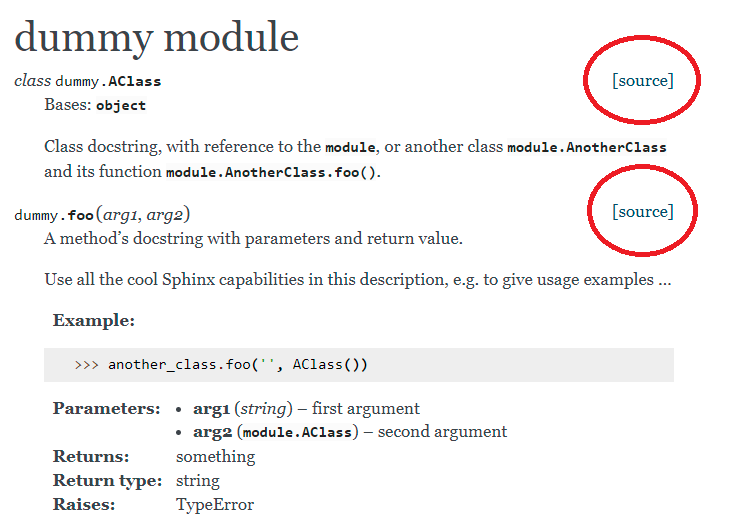 dummy module
class dummy.AClass [source]
Bases: object
Class docstring, with reference to the module, or another class module.AnotherClass
and its function module.AnotherClass.foo().
dummy.foo(arg1, arg2) [source]
A method’s docstring with parameters and return value.
Use all the cool Sphinx capabilities in this description, e.g. to give usage examples ...
Example:
>>> another_class.foo('', AClass())
Parameters: • arg1 (string) – first argument
• arg2 (module.AClass) – second argument
Returns: something
Return type: string
Raises: TypeError